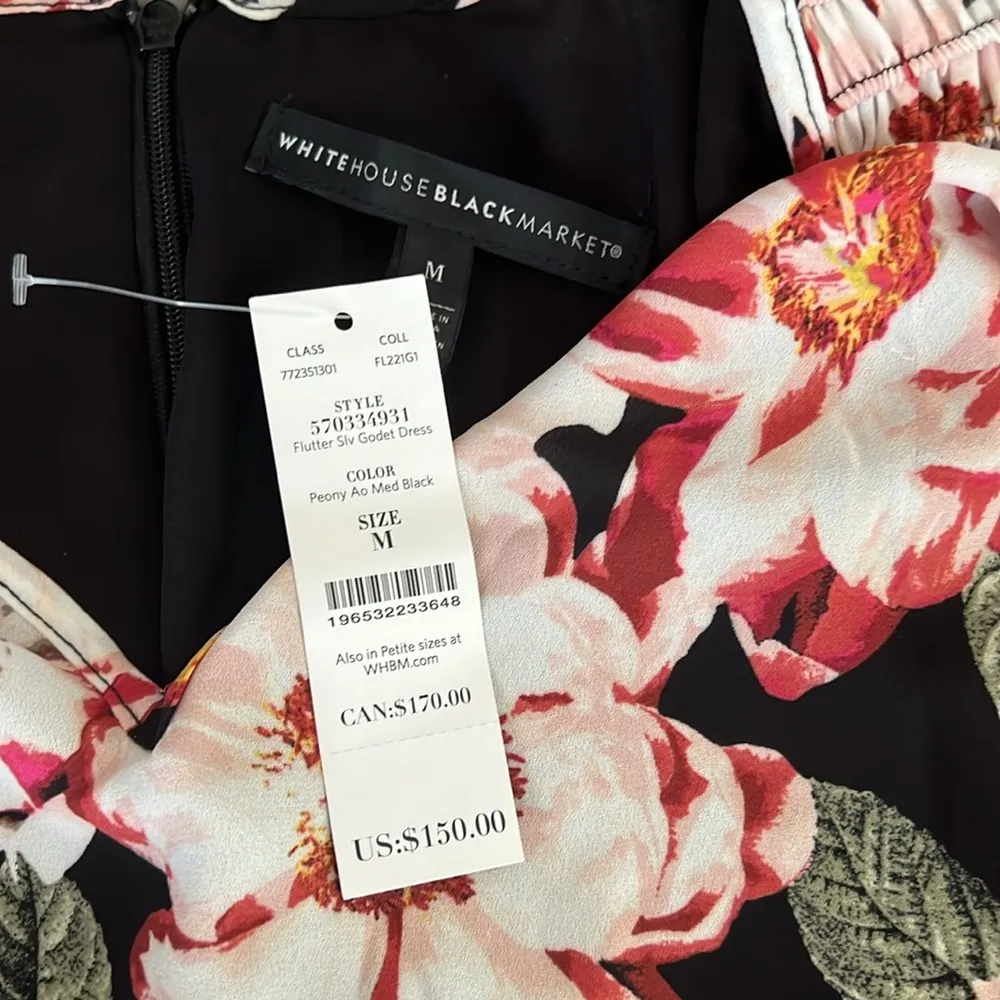 WHITEHOUSEBLACKMARKET®
M
CLASS COLL
772351301 FL221G1
STYLE
570334931
Flutter Slv Godet Dress
COLOR
Peony Ao Med Black
SIZE
M
196532233648
Also in Petite sizes at
WHBM.com
CAN:$170.00
US:$150.00